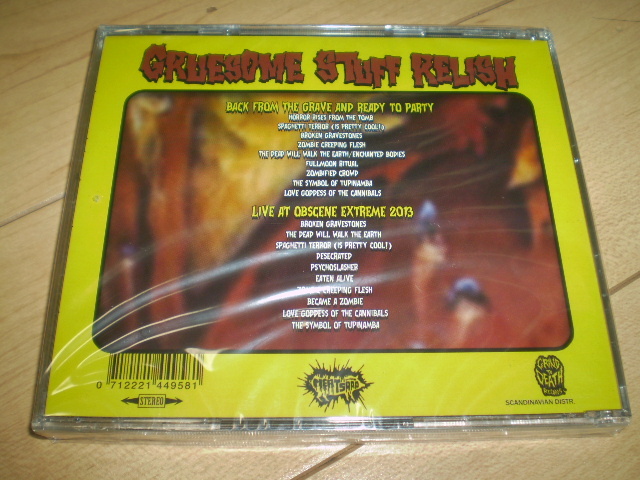 GRUESOME STUFF RELISH
BACK FROM THE GRAVE AND READY TO PARTY
HORROR RISES FROM THE TOMB
SPAGHETTI TERROR (IS PRETTY COOL!)
BROKEN GRAVESTONES
ZOMBIE CREEPING FLESH
THE DEAD WILL WALK THE EARTH/ENCHANTED BODIES
FULLMOON RITUAL
ZOMBIFIED CROWD
THE SYMBOL OF TUPINAMBA
LOVE GODDESS OF THE CANNIBALS
LIVE AT OBSCENE EXTREME 2013
BROKEN GRAVESTONES
THE DEAD WILL WALK THE EARTH
SPAGHETTI TERROR (IS PRETTY COOL!)
DESECRATED
PSYCHOSLASHER
EATEN ALIVE
ZOMBIE CREEPING FLESH
BECAME A ZOMBIE
LOVE GODDESS OF THE CANNIBALS
THE SYMBOL OF TUPINAMBA
0 712221 449581
STEREO
GRIND
DEATH
RECORDS
SCANDINAVIAN DISTR.